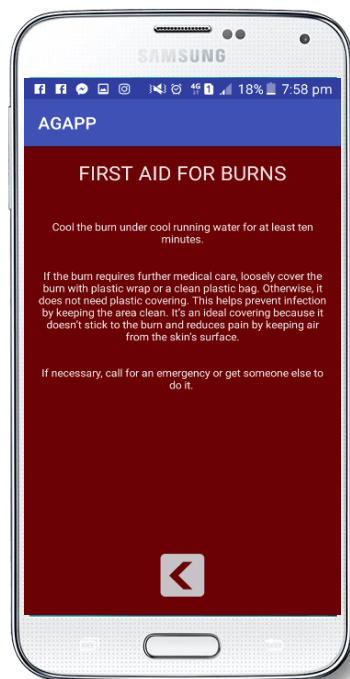 SAMSUNG
4G 1 18% 7:58 pm
AGAPP
FIRST AID FOR BURNS
Cool the burn under cool running water for at least ten
minutes.
If the burn requires further medical care, loosely cover the
burn with plastic wrap or a clean plastic bag. Otherwise, it
does not need plastic covering. This helps prevent infection
by keeping the area clean. It's an ideal covering because it
doesn't stick to the burn and reduces pain by keeping air
from the skin's surface.
If necessary, call for an emergency or get someone else to
do it.